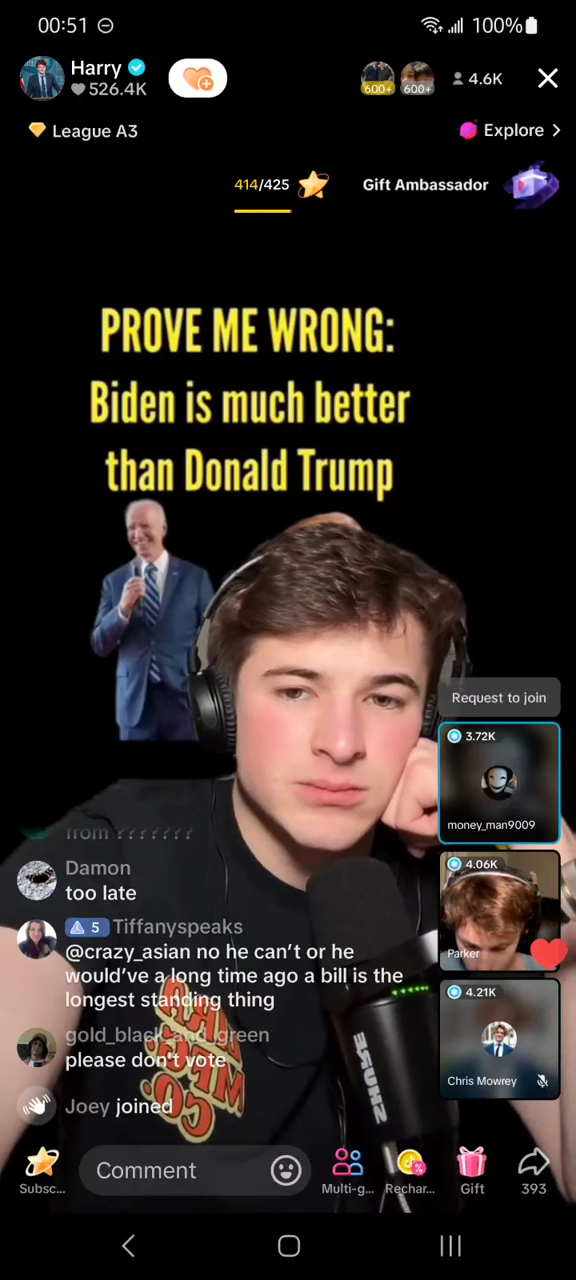 00:51
100%
Harry
526.4K
600+
600+
4.6K
League A3
Explore
414/425
Gift Ambassador
PROVE ME WRONG:
Biden is much better
than Donald Trump
Request to join
3.72K
money_man9009
4.06K
Parker
4.21K
Chris Mowrey
from ???????
Damon
too late
5 Tiffanyspeaks
@crazy_asian no he can't or he
would've a long time ago a bill is the
longest standing thing
gold_black_and_green
please don't vote
Joey joined
SHURE
Subsc...
Comment
Multi-g...
Rechar...
Gift
393